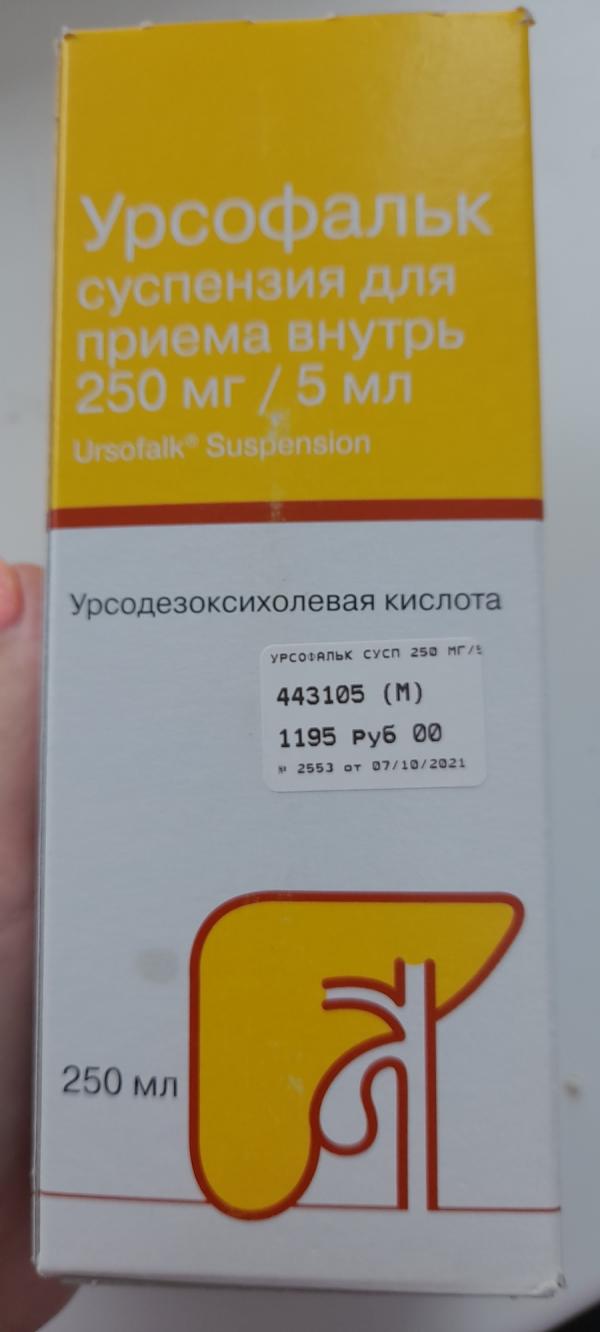 Урсофальк
суспензия для
приема внутрь
250 мг / 5 мл
Ursofalk® Suspension
Урсодезоксихолевая кислота
УРСОФАЛЬК СУСП 250 МГ/5
443105 (М)
1195 Руб 00
№ 2553 от 07/10/2021
250 мл